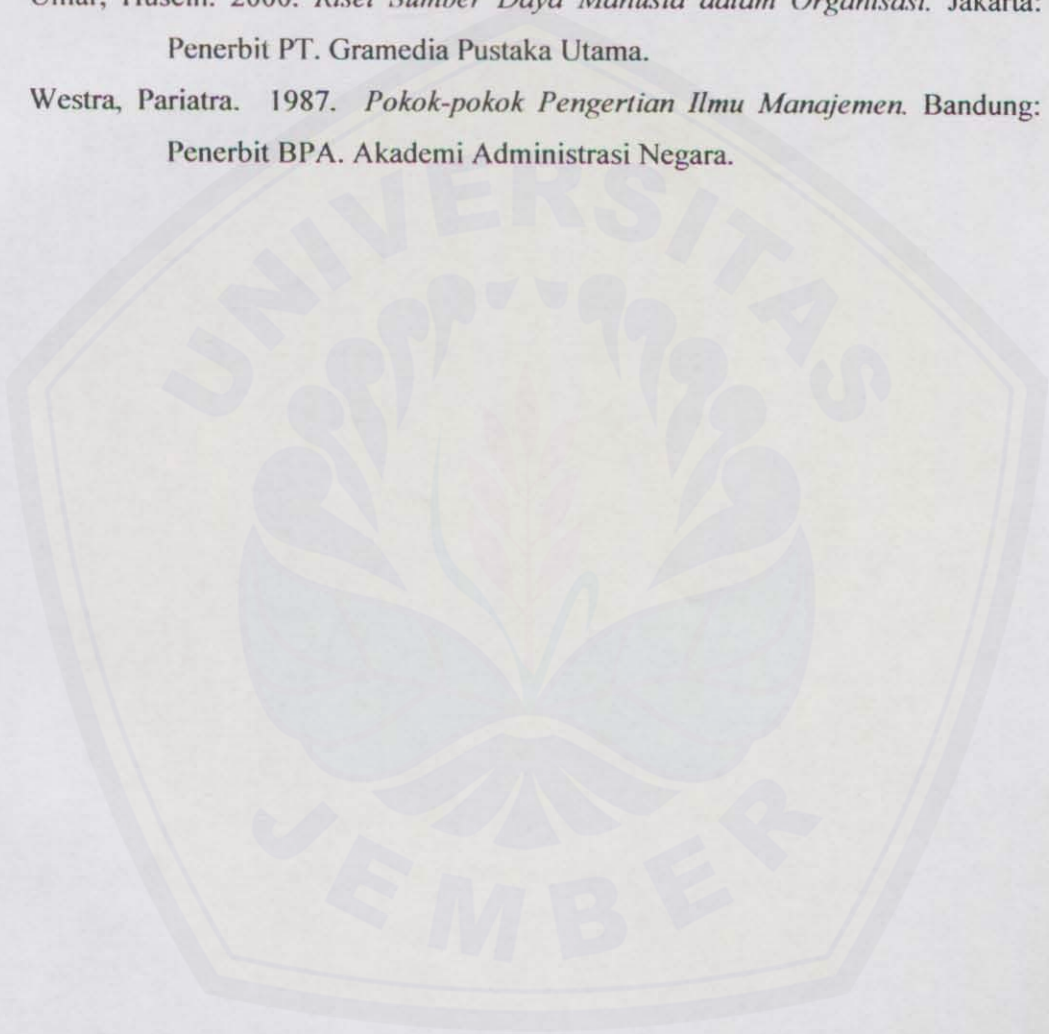 Umar, Husein. 2000. Riset Sumber Daya Manusia dalam Organisasi. Jakarta:
Penerbit PT. Gramedia Pustaka Utama.
Westra, Pariatra. 1987. Pokok-pokok Pengertian Ilmu Manajemen. Bandung:
Penerbit BPA. Akademi Administrasi Negara.
UNIVERSITAS
JEMBER